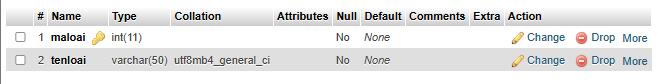 # Name Type Collation Attributes Null Default Comments Extra Action
1 maloai int(11) No None Change Drop More
2 tenloai varchar(50) utf8mb4_general_ci No None Change Drop More